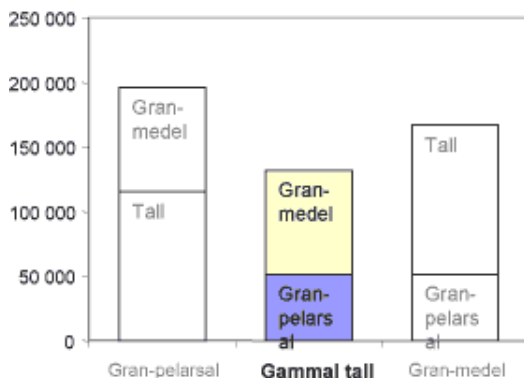 250 000
200 000
150 000
100 000
50 000
0
Gran-
medel
Tall
Gran-
medel
Gran-
pelars
al
Tall
Gran-
pelars
al
Gran-pelarsal
Gammal tall
Gran-medel